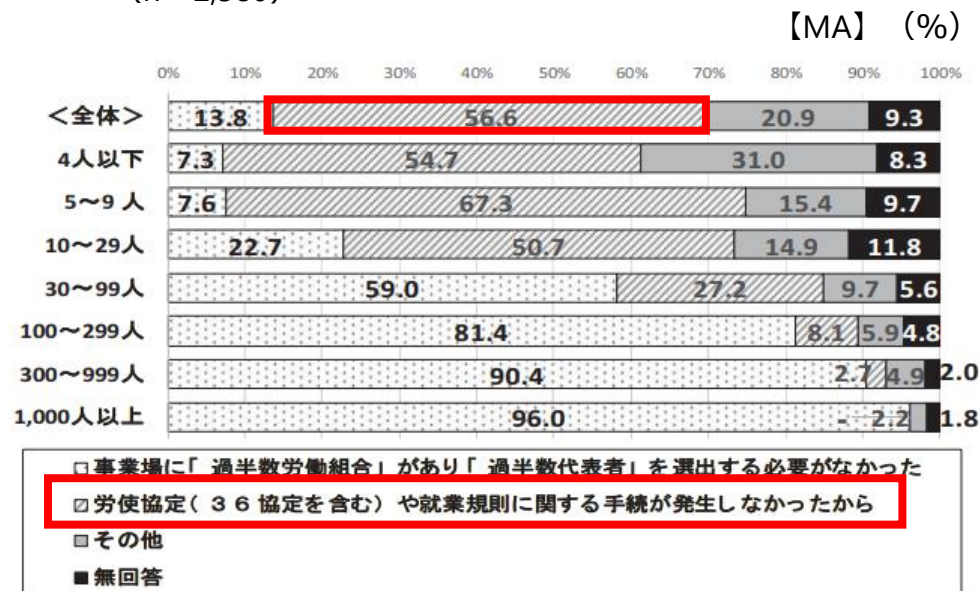 【MA】 （%）
0% 10% 20% 30% 40% 50% 60% 70% 80% 90% 100%
＜全体＞ 13.8 56.6 20.9 9.3
4人以下 7.3 54.7 31.0 8.3
5～9 人 7.6 67.3 15.4 9.7
10～29人 22.7 50.7 14.9 11.8
30～99人 59.0 27.2 9.7 5.6
100～299人 81.4 8.1 5.9 4.8
300～999人 90.4 2.7 4.9 2.0
1,000人以上 96.0 - 2.2 1.8
事業場に「 過半数労働組合」があり「 過半数代表者」を選出する必要がなかった
労使協定( ３６ 協定を含む) や就業規則に関する手続が発生しなかったから
その他
無回答